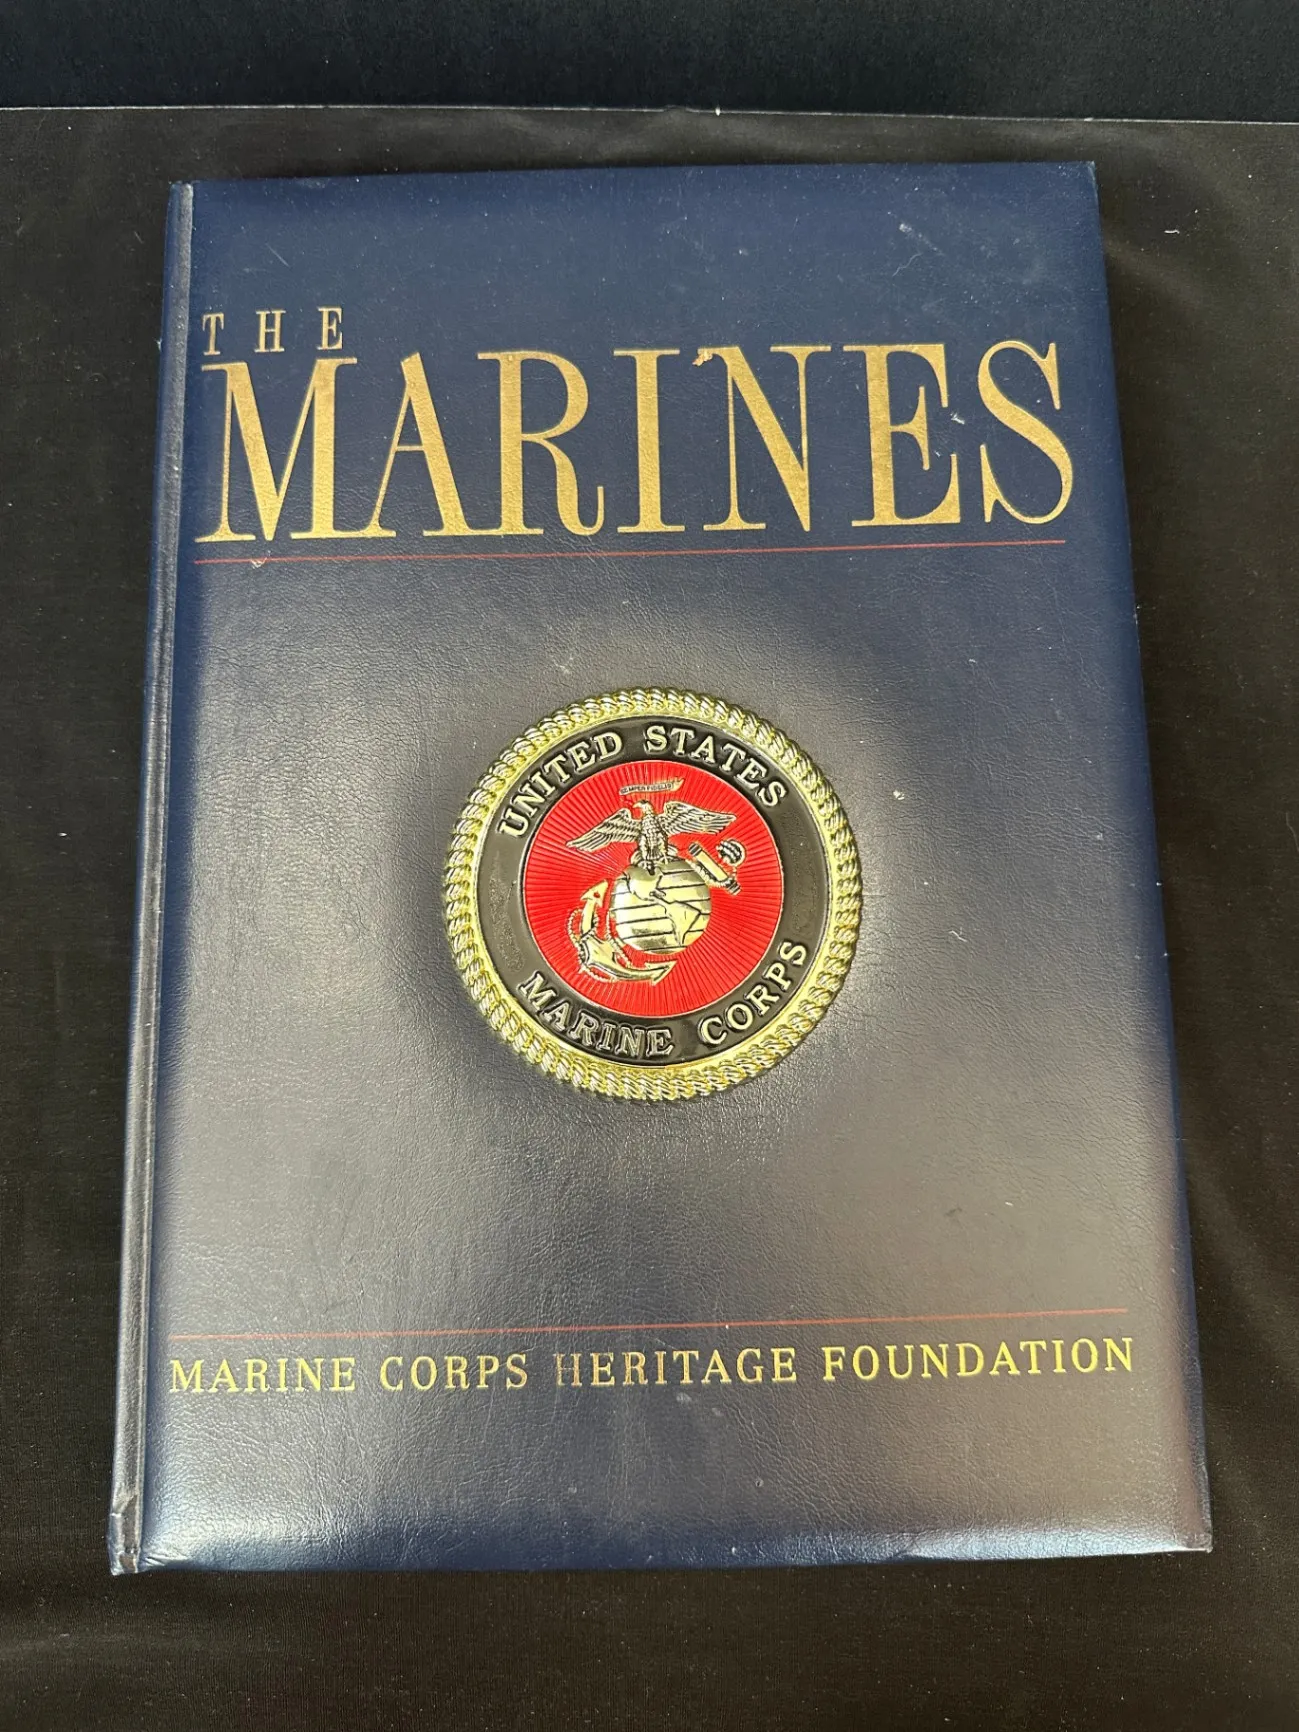 THE
MARINES
UNITED STATES
SEMPER FIDELIS
MARINE CORPS
MARINE CORPS HERITAGE FOUNDATION